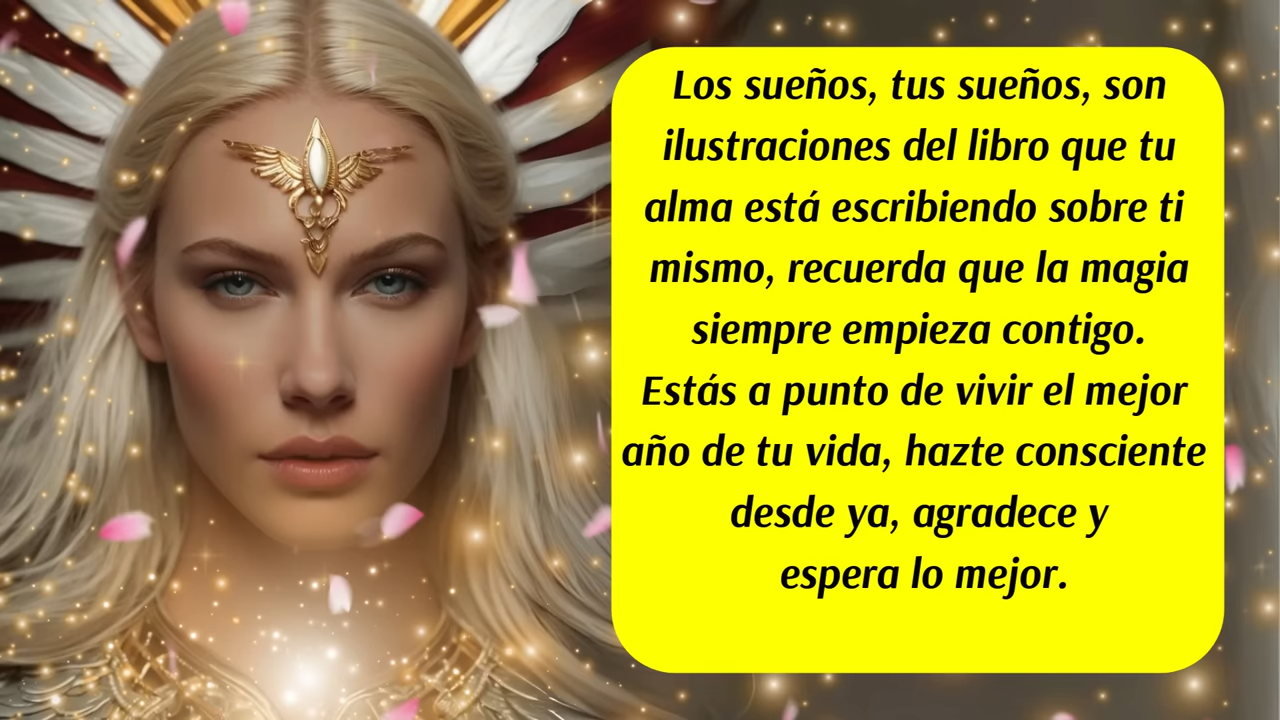 Los sueños, tus sueños, son
ilustraciones del libro que tu
alma está escribiendo sobre ti
mismo, recuerda que la magia
siempre empieza contigo.
Estás a punto de vivir el mejor
año de tu vida, hazte consciente
desde ya, agradece y
espera lo mejor.